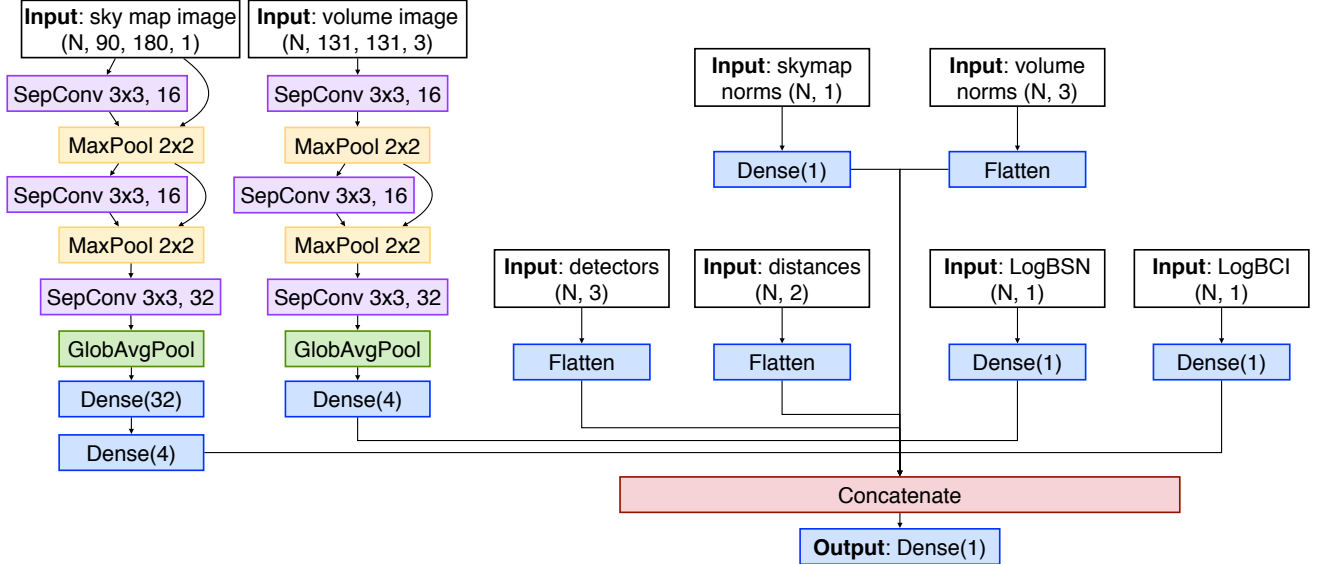 Input: sky map image
(N, 90, 180, 1)
SepConv 3x3, 16
MaxPool 2x2
SepConv 3x3, 16
MaxPool 2x2
SepConv 3x3, 32
GlobAvgPool
Dense(32)
Dense(4)
Input: volume image
(N, 131, 131, 3)
SepConv 3x3, 16
MaxPool 2x2
SepConv 3x3, 16
MaxPool 2x2
SepConv 3x3, 32
GlobAvgPool
Dense(4)
Input: skymap
norms (N, 1)
Dense(1)
Input: volume
norms (N, 3)
Flatten
Input: detectors
(N, 3)
Flatten
Input: distances
(N, 2)
Flatten
Input: LogBSN
(N, 1)
Dense(1)
Input: LogBCI
(N, 1)
Dense(1)
Concatenate
Output: Dense(1)